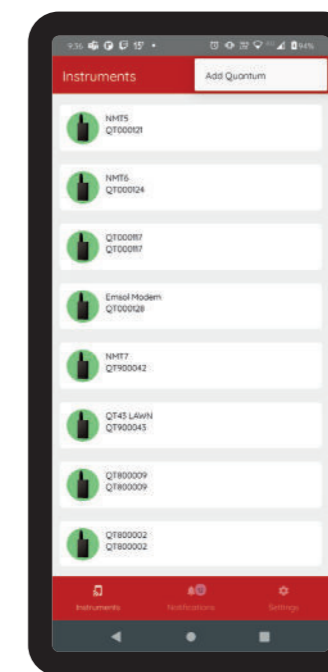 9:36
94%
Instruments
Add Quantum
NMT5
QT000121
NMT6
QT000124
QT000117
QT000117
Emsol Modem
QT000128
NMT7
QT900042
QT43 LAWN
QT900043
QT800009
QT800009
QT800002
QT800002
Instruments
Notifications
Settings